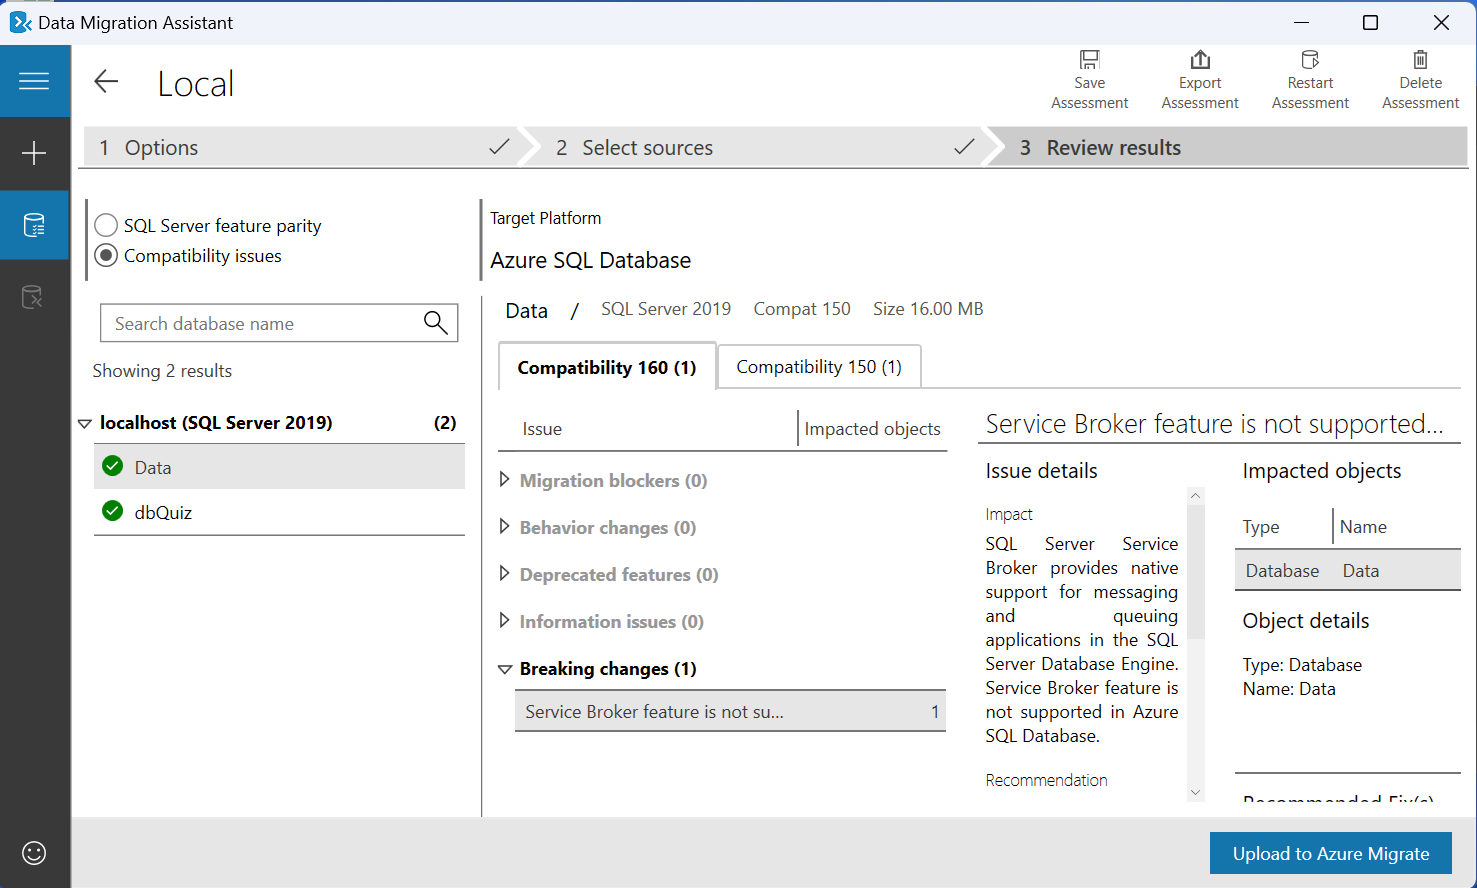 Data Migration Assistant
Local
Save Assessment
Export Assessment
Restart Assessment
Delete Assessment
1 Options
2 Select sources
3 Review results
SQL Server feature parity
Compatibility issues
Target Platform
Azure SQL Database
Search database name
Showing 2 results
localhost (SQL Server 2019) (2)
Data
dbQuiz
Data / SQL Server 2019 Compat 150 Size 16.00 MB
Compatibility 160 (1)
Compatibility 150 (1)
Issue
Impacted objects
Migration blockers (0)
Behavior changes (0)
Deprecated features (0)
Information issues (0)
Breaking changes (1)
Service Broker feature is not su... 1
Service Broker feature is not supported...
Issue details
Impact
SQL Server Service
Broker provides native
support for messaging
and queuing
applications in the SQL
Server Database Engine.
Service Broker feature is
not supported in Azure
SQL Database.
Recommendation
Impacted objects
Type Name
Database Data
Object details
Type: Database
Name: Data
Recommended Fix(s)
Upload to Azure Migrate